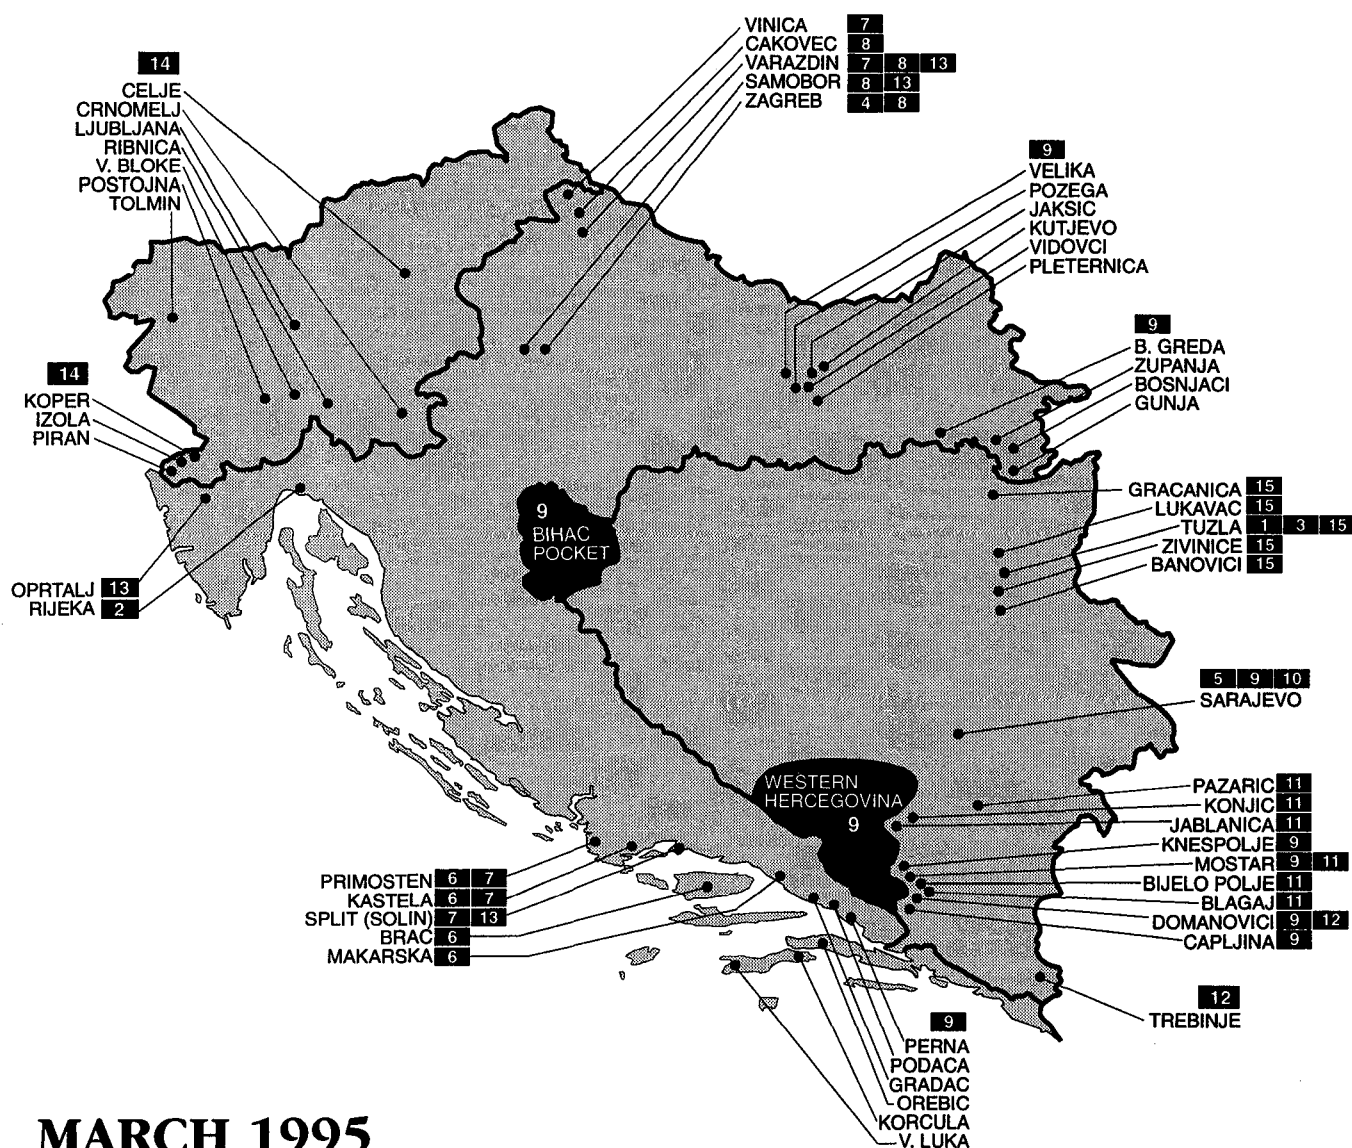 VINICA 7
CAKOVEC 8
VARAZDIN 7 8 13
SAMOBOR 8 13
ZAGREB 4 8
14
CELJE
CRNOMELJ
LJUBLJANA
RIBNICA
V. BLOKE
POSTOJNA
TOLMIN
9
VELIKA
POZEGA
JAKSIC
KUTJEVO
VIDOVCI
PLETERNICA
9
B. GREDA
ZUPANJA
BOSNJACI
GUNJA
14
KOPER
IZOLA
PIRAN
GRACANICA 15
LUKAVAC 15
TUZLA 1 3 15
ZIVINICE 15
BANOVICI 15
9
BIHAC
POCKET
OPRTALJ 13
RIJEKA 2
5 9 10
SARAJEVO
WESTERN
HERCEGOVINA
9
PAZARIC 11
KONJIC 11
JABLANICA 11
KNESPOLJE 9
MOSTAR 9 11
BIJELO POLJE 11
BLAGAJ 11
DOMANOVICI 9 12
CAPLJINA 9
PRIMOSTEN 6 7
KASTELA 6 7
SPLIT (SOLIN) 7 13
BRAC 6
MAKARSKA 6
12
TREBINJE
9
PERNA
PODACA
GRADAC
OREBIC
KORCULA
V. LUKA
MARCH 1995